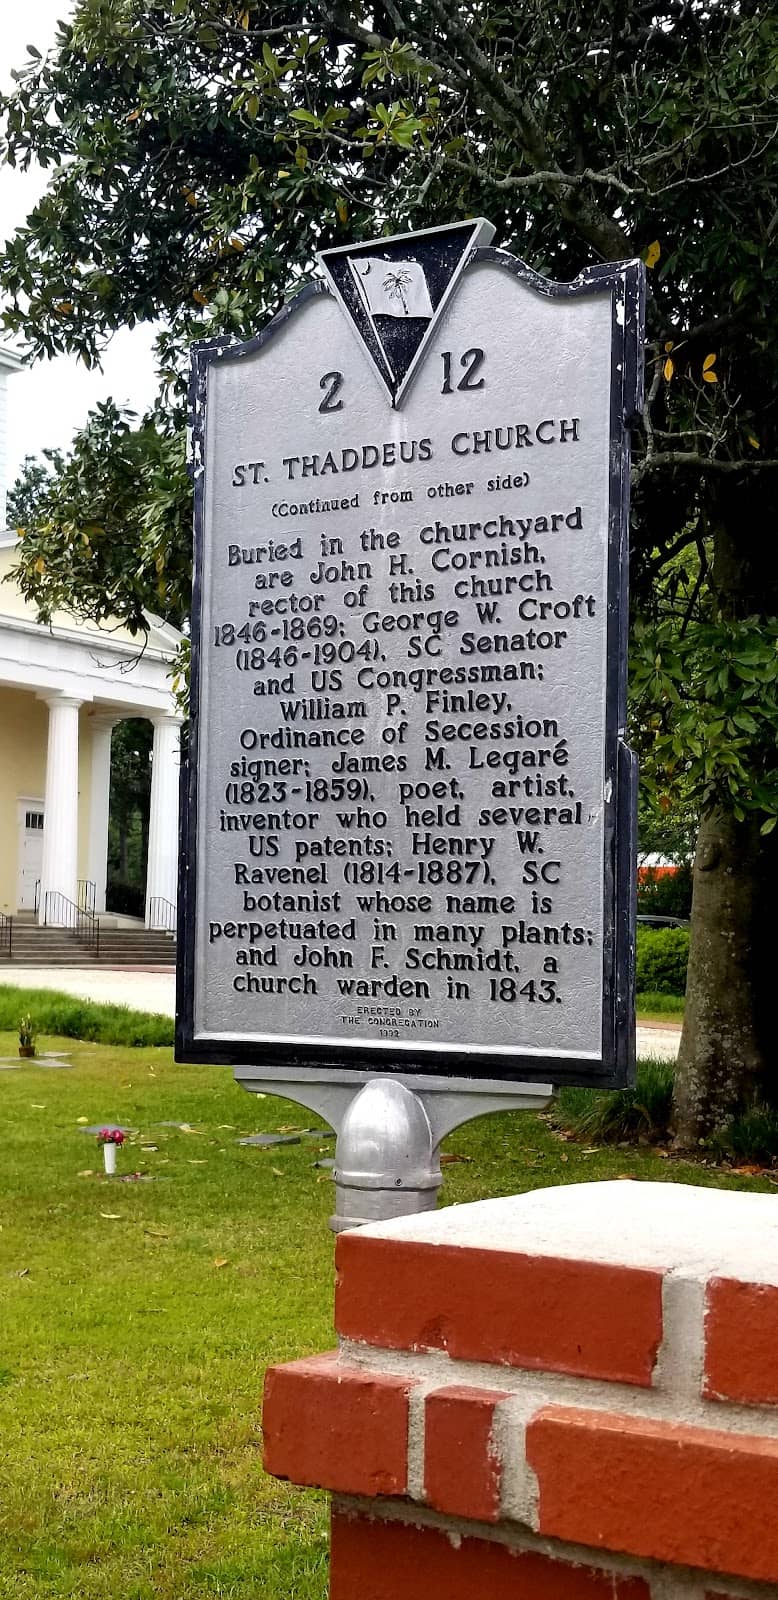 2 12
ST. THADDEUS CHURCH
(Continued from other side)
Buried in the churchyard
are John H. Cornish,
rector of this church
1846-1869; George W. Croft
(1846-1904), SC Senator
and US Congressman;
William P. Finley,
Ordinance of Secession
signer; James M. Legaré
(1823-1859), poet, artist,
inventor who held several
US patents; Henry W.
Ravenel (1814-1887), SC
botanist whose name is
perpetuated in many plants;
and John F. Schmidt, a
church warden in 1843.
ERECTED BY
THE CONGREGATION
1992